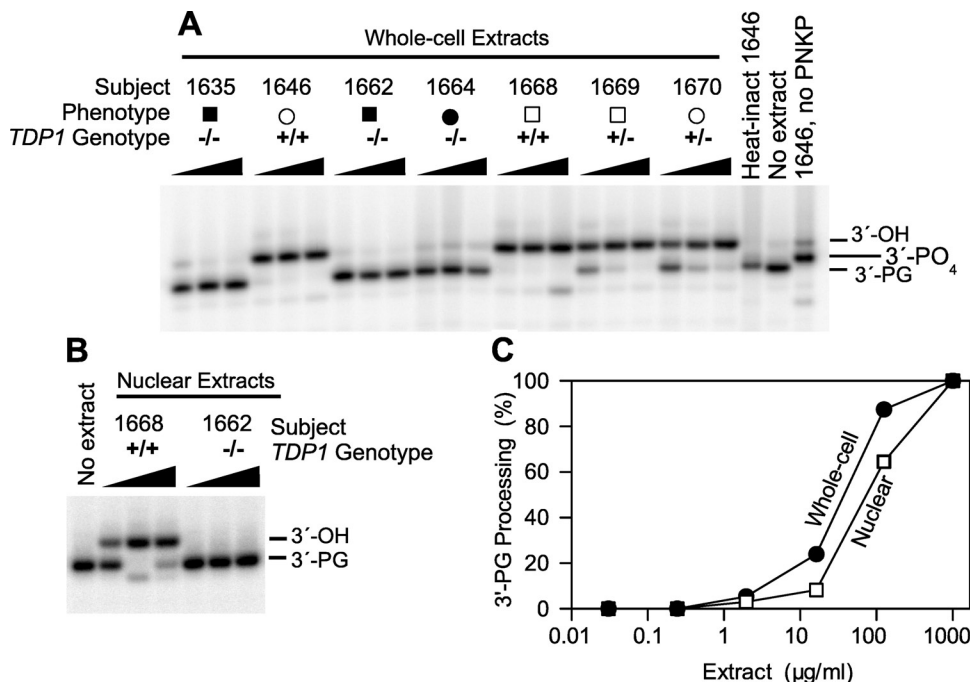 A
Whole-cell Extracts
Subject 1635 1646 1662 1664 1668 1669 1670
Phenotype
TDP1 Genotype -/- +/+ -/- -/- +/+ +/- +/-
Heat-inact 1646
No extract
1646, no PNKP
3´-OH
3´-PO4
3´-PG
B
No extract
Nuclear Extracts
1668 1662 Subject
+/+ -/- TDP1 Genotype
3´-OH
3´-PG
C
3'-PG Processing (%)
100
80
60
40
20
0
Whole-cell
Nuclear
0.01 0.1 1 10 100 1000
Extract (µg/ml)